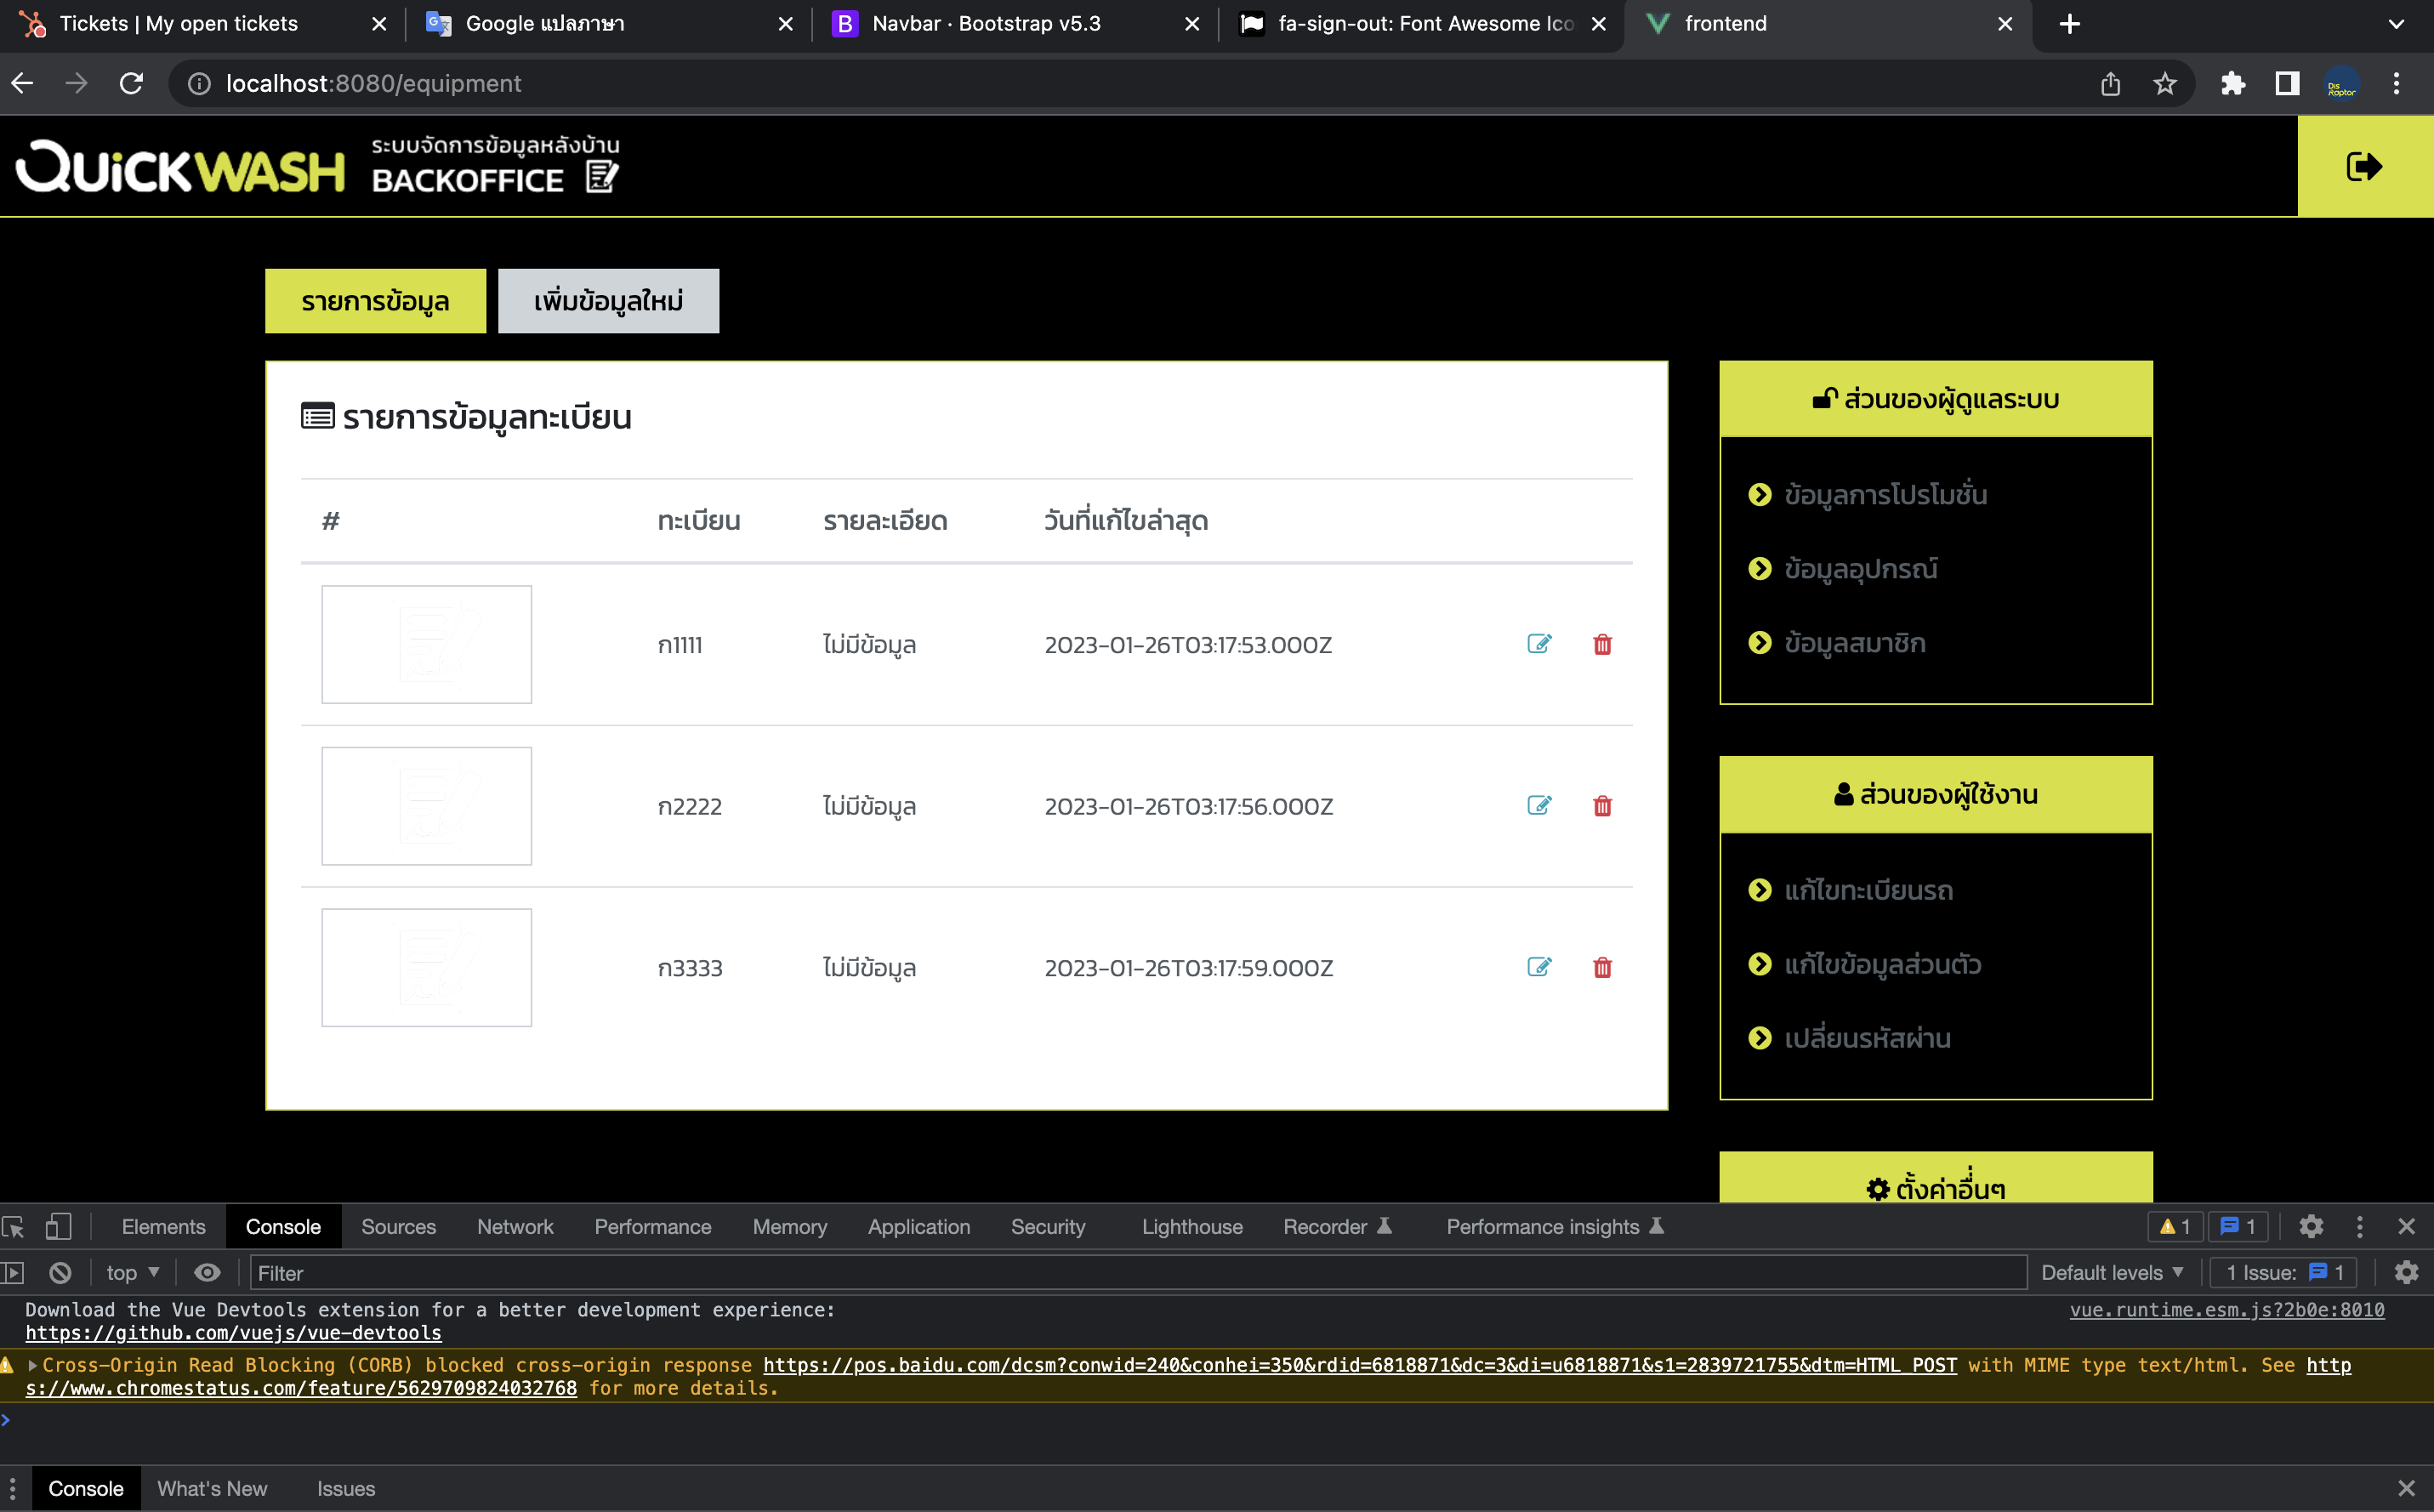 Tickets | My open tickets
Google แปลภาษา
B Navbar · Bootstrap v5.3
fa-sign-out: Font Awesome Ico
frontend
localhost:8080/equipment
QUiCKWASH
ระบบจัดการข้อมูลหลังบ้าน
BACKOFFICE
รายการข้อมูล
เพิ่มข้อมูลใหม่
รายการข้อมูลทะเบียน
# ทะเบียน รายละเอียด วันที่แก้ไขล่าสุด
ก1111 ไม่มีข้อมูล 2023-01-26T03:17:53.000Z
ก2222 ไม่มีข้อมูล 2023-01-26T03:17:56.000Z
ก3333 ไม่มีข้อมูล 2023-01-26T03:17:59.000Z
ส่วนของผู้ดูแลระบบ
ข้อมูลการโปรโมชั่น
ข้อมูลอุปกรณ์
ข้อมูลสมาชิก
ส่วนของผู้ใช้งาน
แก้ไขทะเบียนรถ
แก้ไขข้อมูลส่วนตัว
เปลี่ยนรหัสผ่าน
ตั้งค่าอื่นๆ
Elements Console Sources Network Performance Memory Application Security Lighthouse Recorder Performance insights 1 1
top Filter Default levels 1 Issue: 1
Download the Vue Devtools extension for a better development experience: vue.runtime.esm.js?2b0e:8010
https://github.com/vuejs/vue-devtools
Cross-Origin Read Blocking (CORB) blocked cross-origin response https://pos.baidu.com/dcsm?conwid=240&conhei=350&rdid=6818871&dc=3&di=u6818871&s1=2839721755&dtm=HTML_POST with MIME type text/html. See http
s://www.chromestatus.com/feature/5629709824032768 for more details.
Console What's New Issues